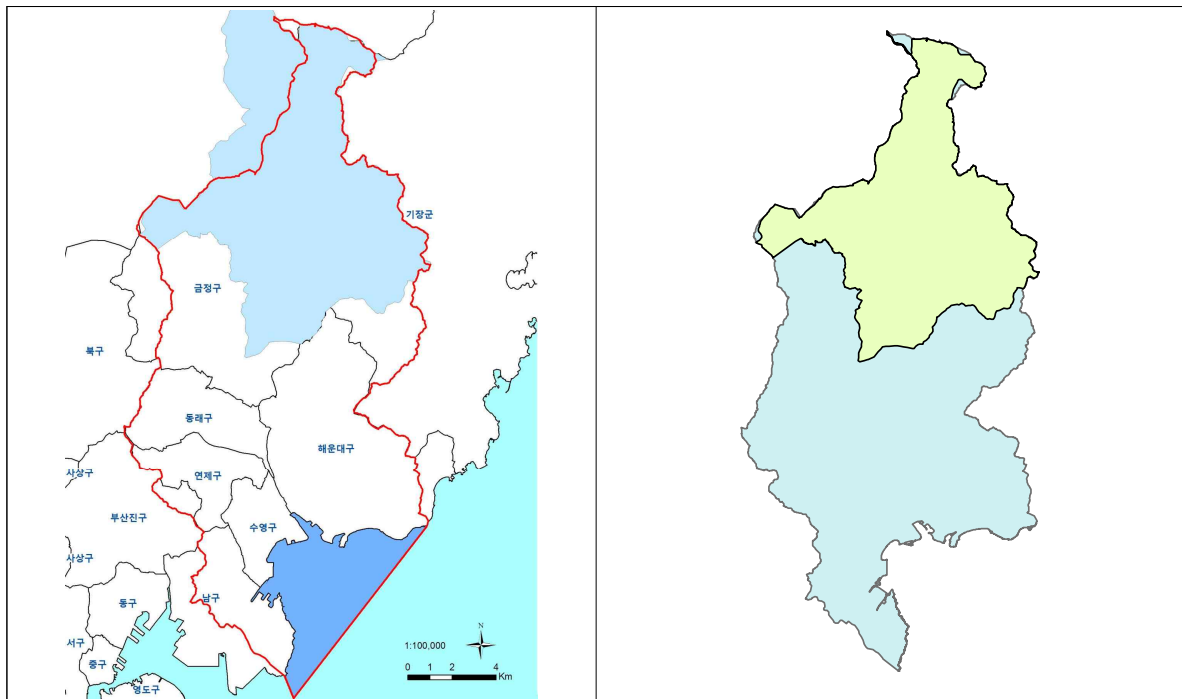 기장군
금정구
북구
동래구
해운대구
사상구
연제구
부산진구
수영구
사상구
동구
남구
서구
중구
영도구
N
1:100,000
0 1 2 4
Km